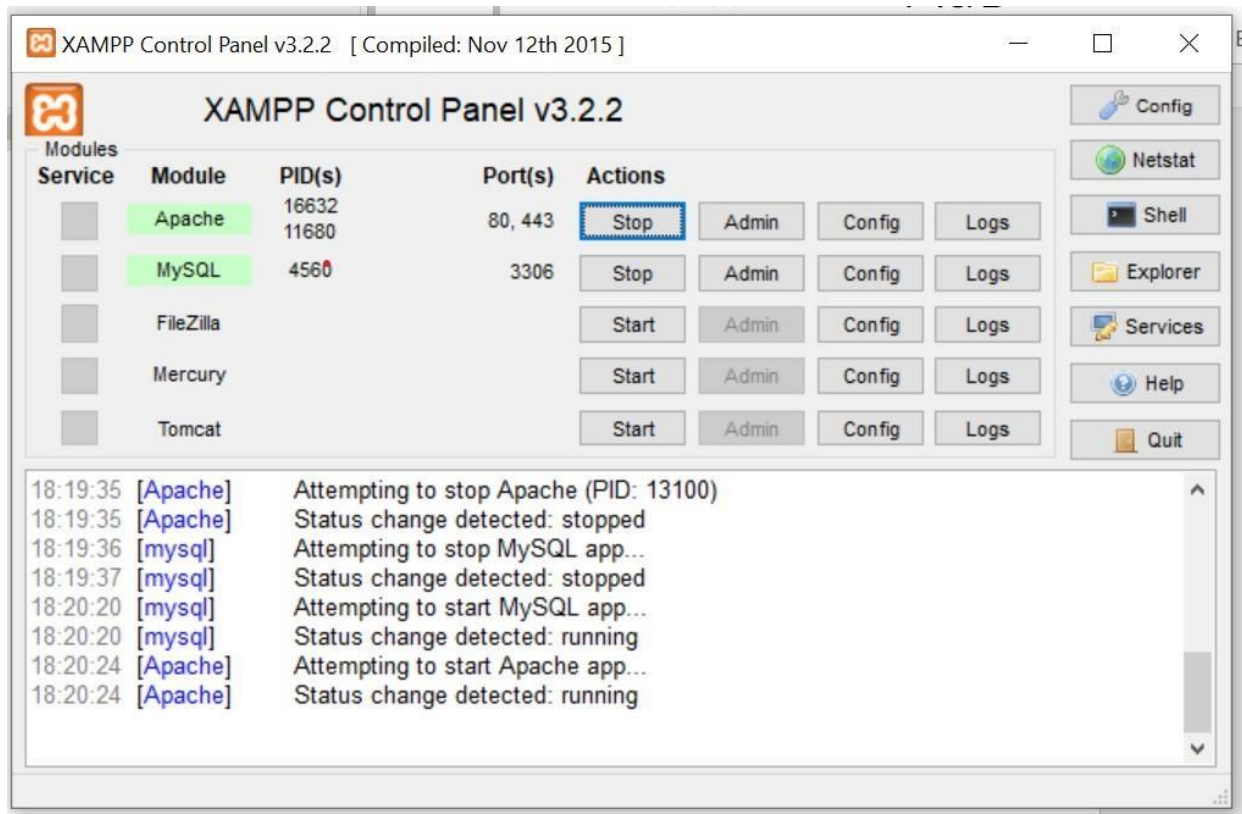 XAMPP Control Panel v3.2.2 [ Compiled: Nov 12th 2015 ]
XAMPP Control Panel v3.2.2
Config
Modules
Netstat
Service Module PID(s) Port(s) Actions
Apache 16632 11680 80, 443 Stop Admin Config Logs
Shell
MySQL 4560 3306 Stop Admin Config Logs
Explorer
FileZilla Start Admin Config Logs
Services
Mercury Start Admin Config Logs
Help
Tomcat Start Admin Config Logs
Quit
18:19:35 [Apache] Attempting to stop Apache (PID: 13100)
18:19:35 [Apache] Status change detected: stopped
18:19:36 [mysql] Attempting to stop MySQL app...
18:19:37 [mysql] Status change detected: stopped
18:20:20 [mysql] Attempting to start MySQL app...
18:20:20 [mysql] Status change detected: running
18:20:24 [Apache] Attempting to start Apache app...
18:20:24 [Apache] Status change detected: running